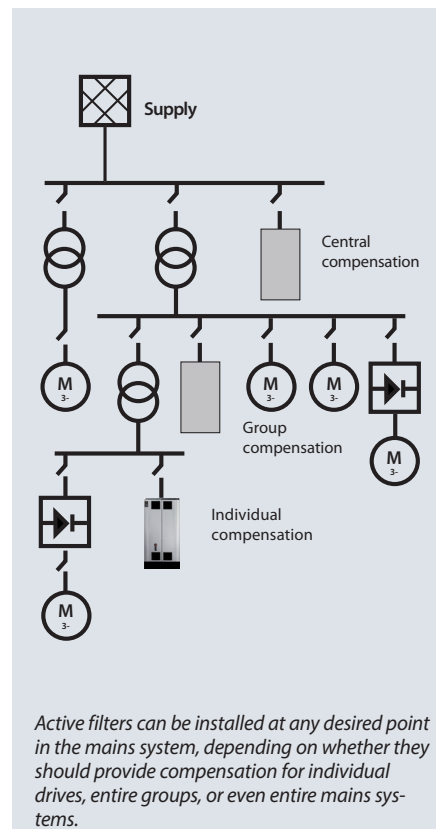 Supply
Central
compensation
M
3-
M
3-
M
3-
Group
compensation
M
3-
Individual
compensation
M
3-
Active filters can be installed at any desired point
in the mains system, depending on whether they
should provide compensation for individual
drives, entire groups, or even entire mains sys-
tems.